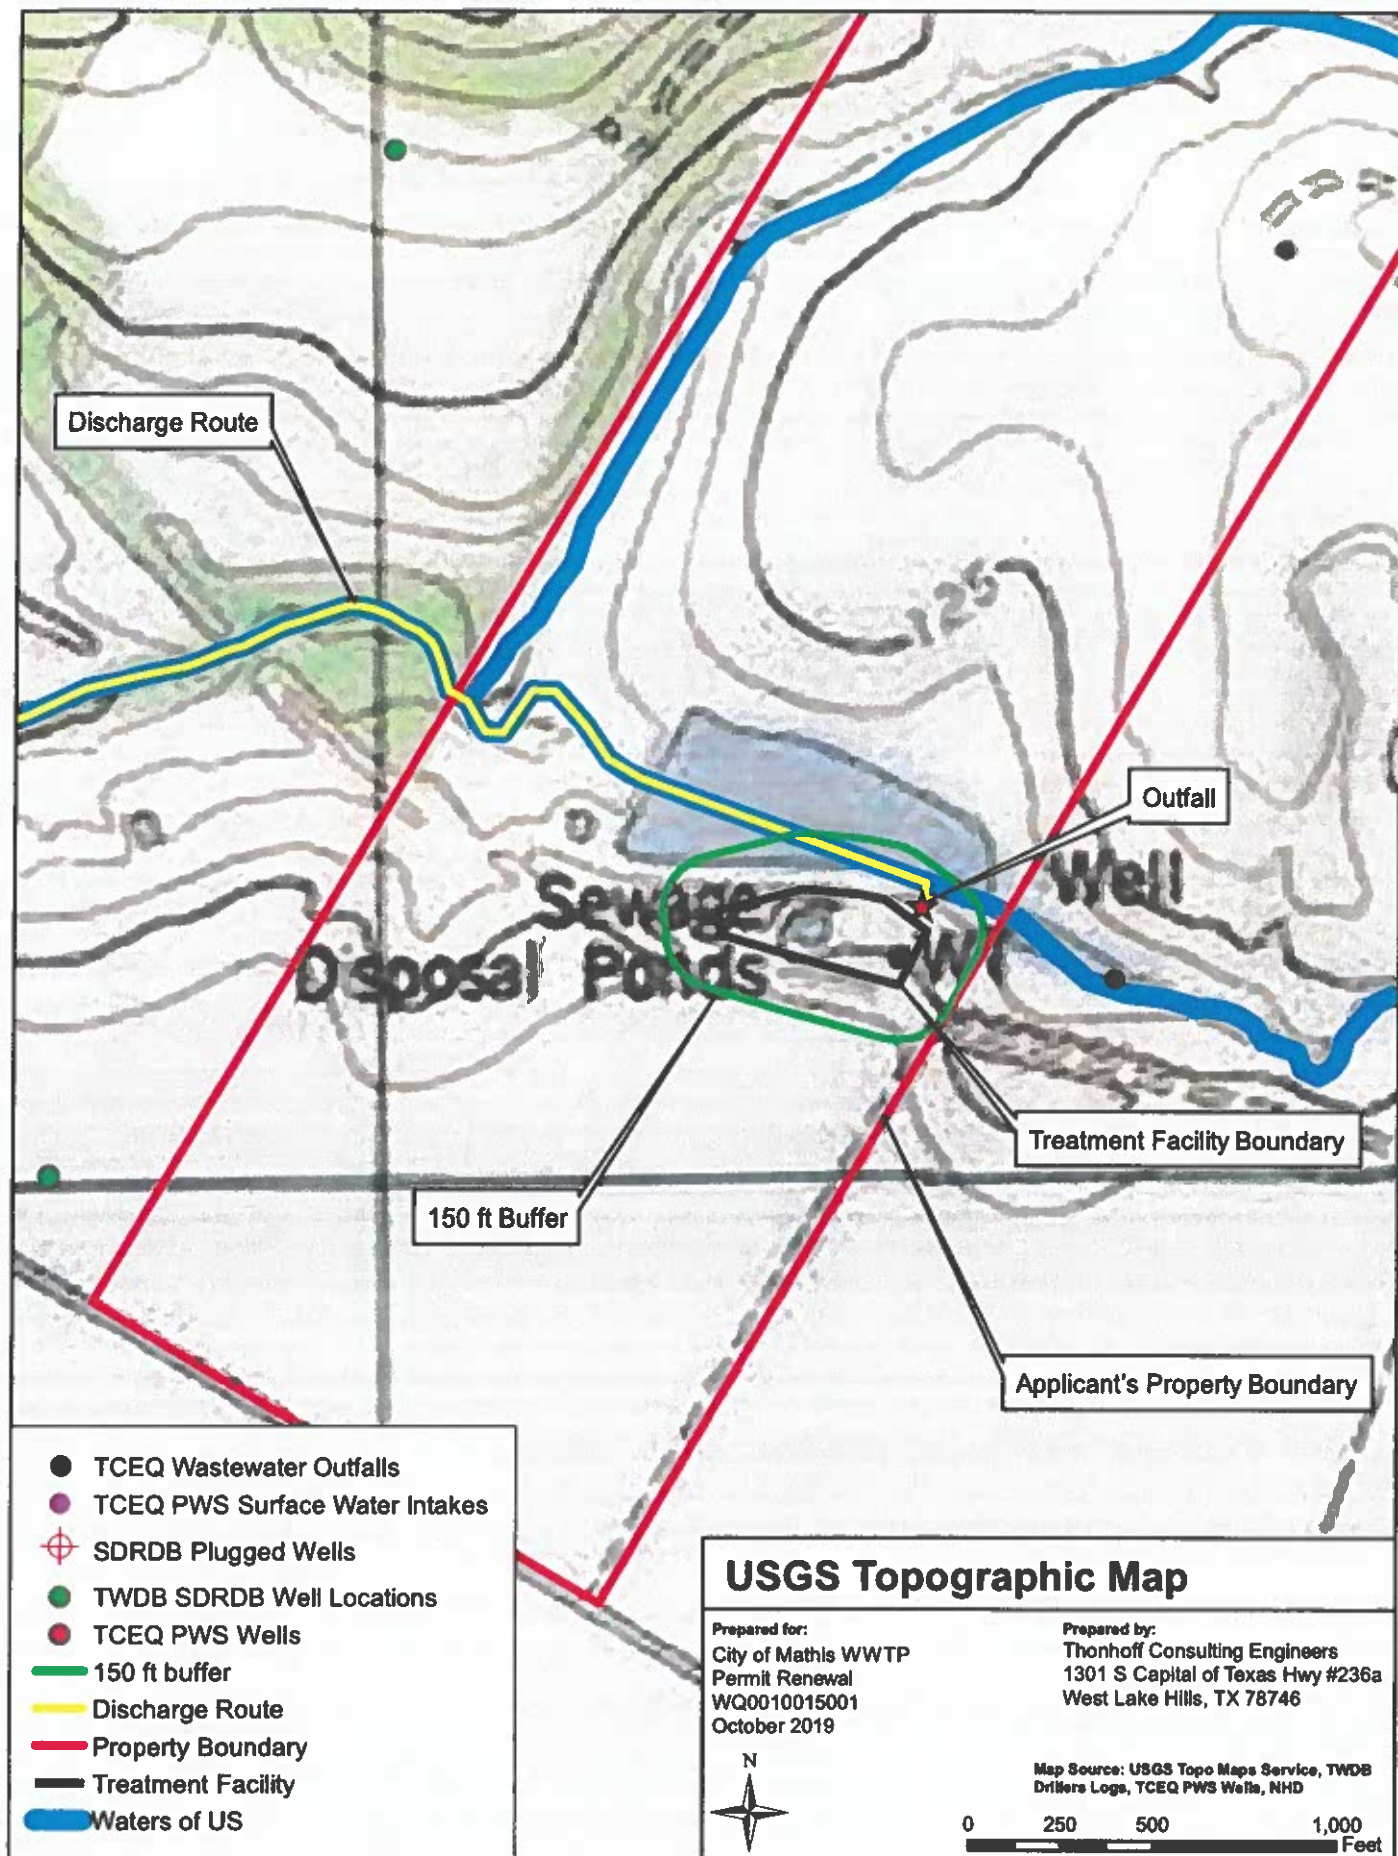 Discharge Route
125
Outfall
Well
Sewage
Disposal Ponds
W
Treatment Facility Boundary
150 ft Buffer
Applicant's Property Boundary
TCEQ Wastewater Outfalls
TCEQ PWS Surface Water Intakes
SDRDB Plugged Wells
TWDB SDRDB Well Locations
TCEQ PWS Wells
150 ft buffer
Discharge Route
Property Boundary
Treatment Facility
Waters of US
USGS Topographic Map
Prepared for:
City of Mathis WWTP
Permit Renewal
WQ0010015001
October 2019
Prepared by:
Thonhoff Consulting Engineers
1301 S Capital of Texas Hwy #236a
West Lake Hills, TX 78746
N
Map Source: USGS Topo Maps Service, TWDB
Drillers Logs, TCEQ PWS Wells, NHD
0 250 500 1,000
Feet